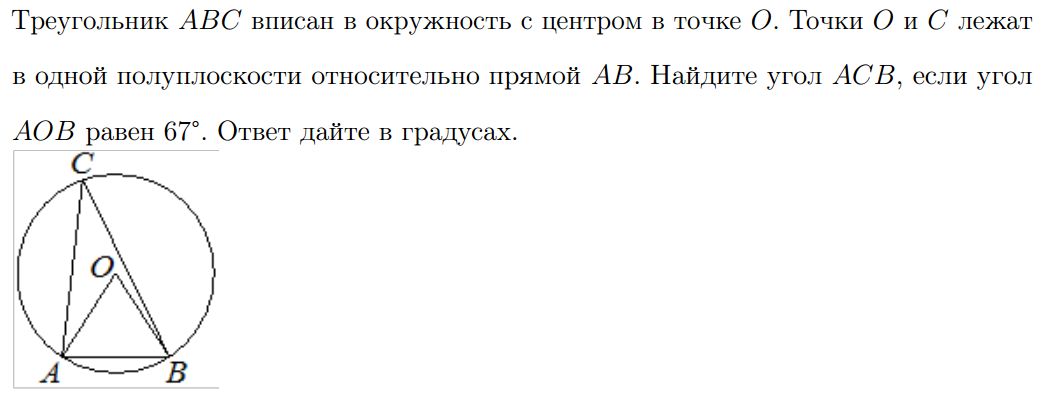 Треугольник ABC вписан в окружность с центром в точке O. Точки O и C лежат
в одной полуплоскости относительно прямой AB. Найдите угол ACB, если угол
AOB равен 67°. Ответ дайте в градусах.
C
O
A B